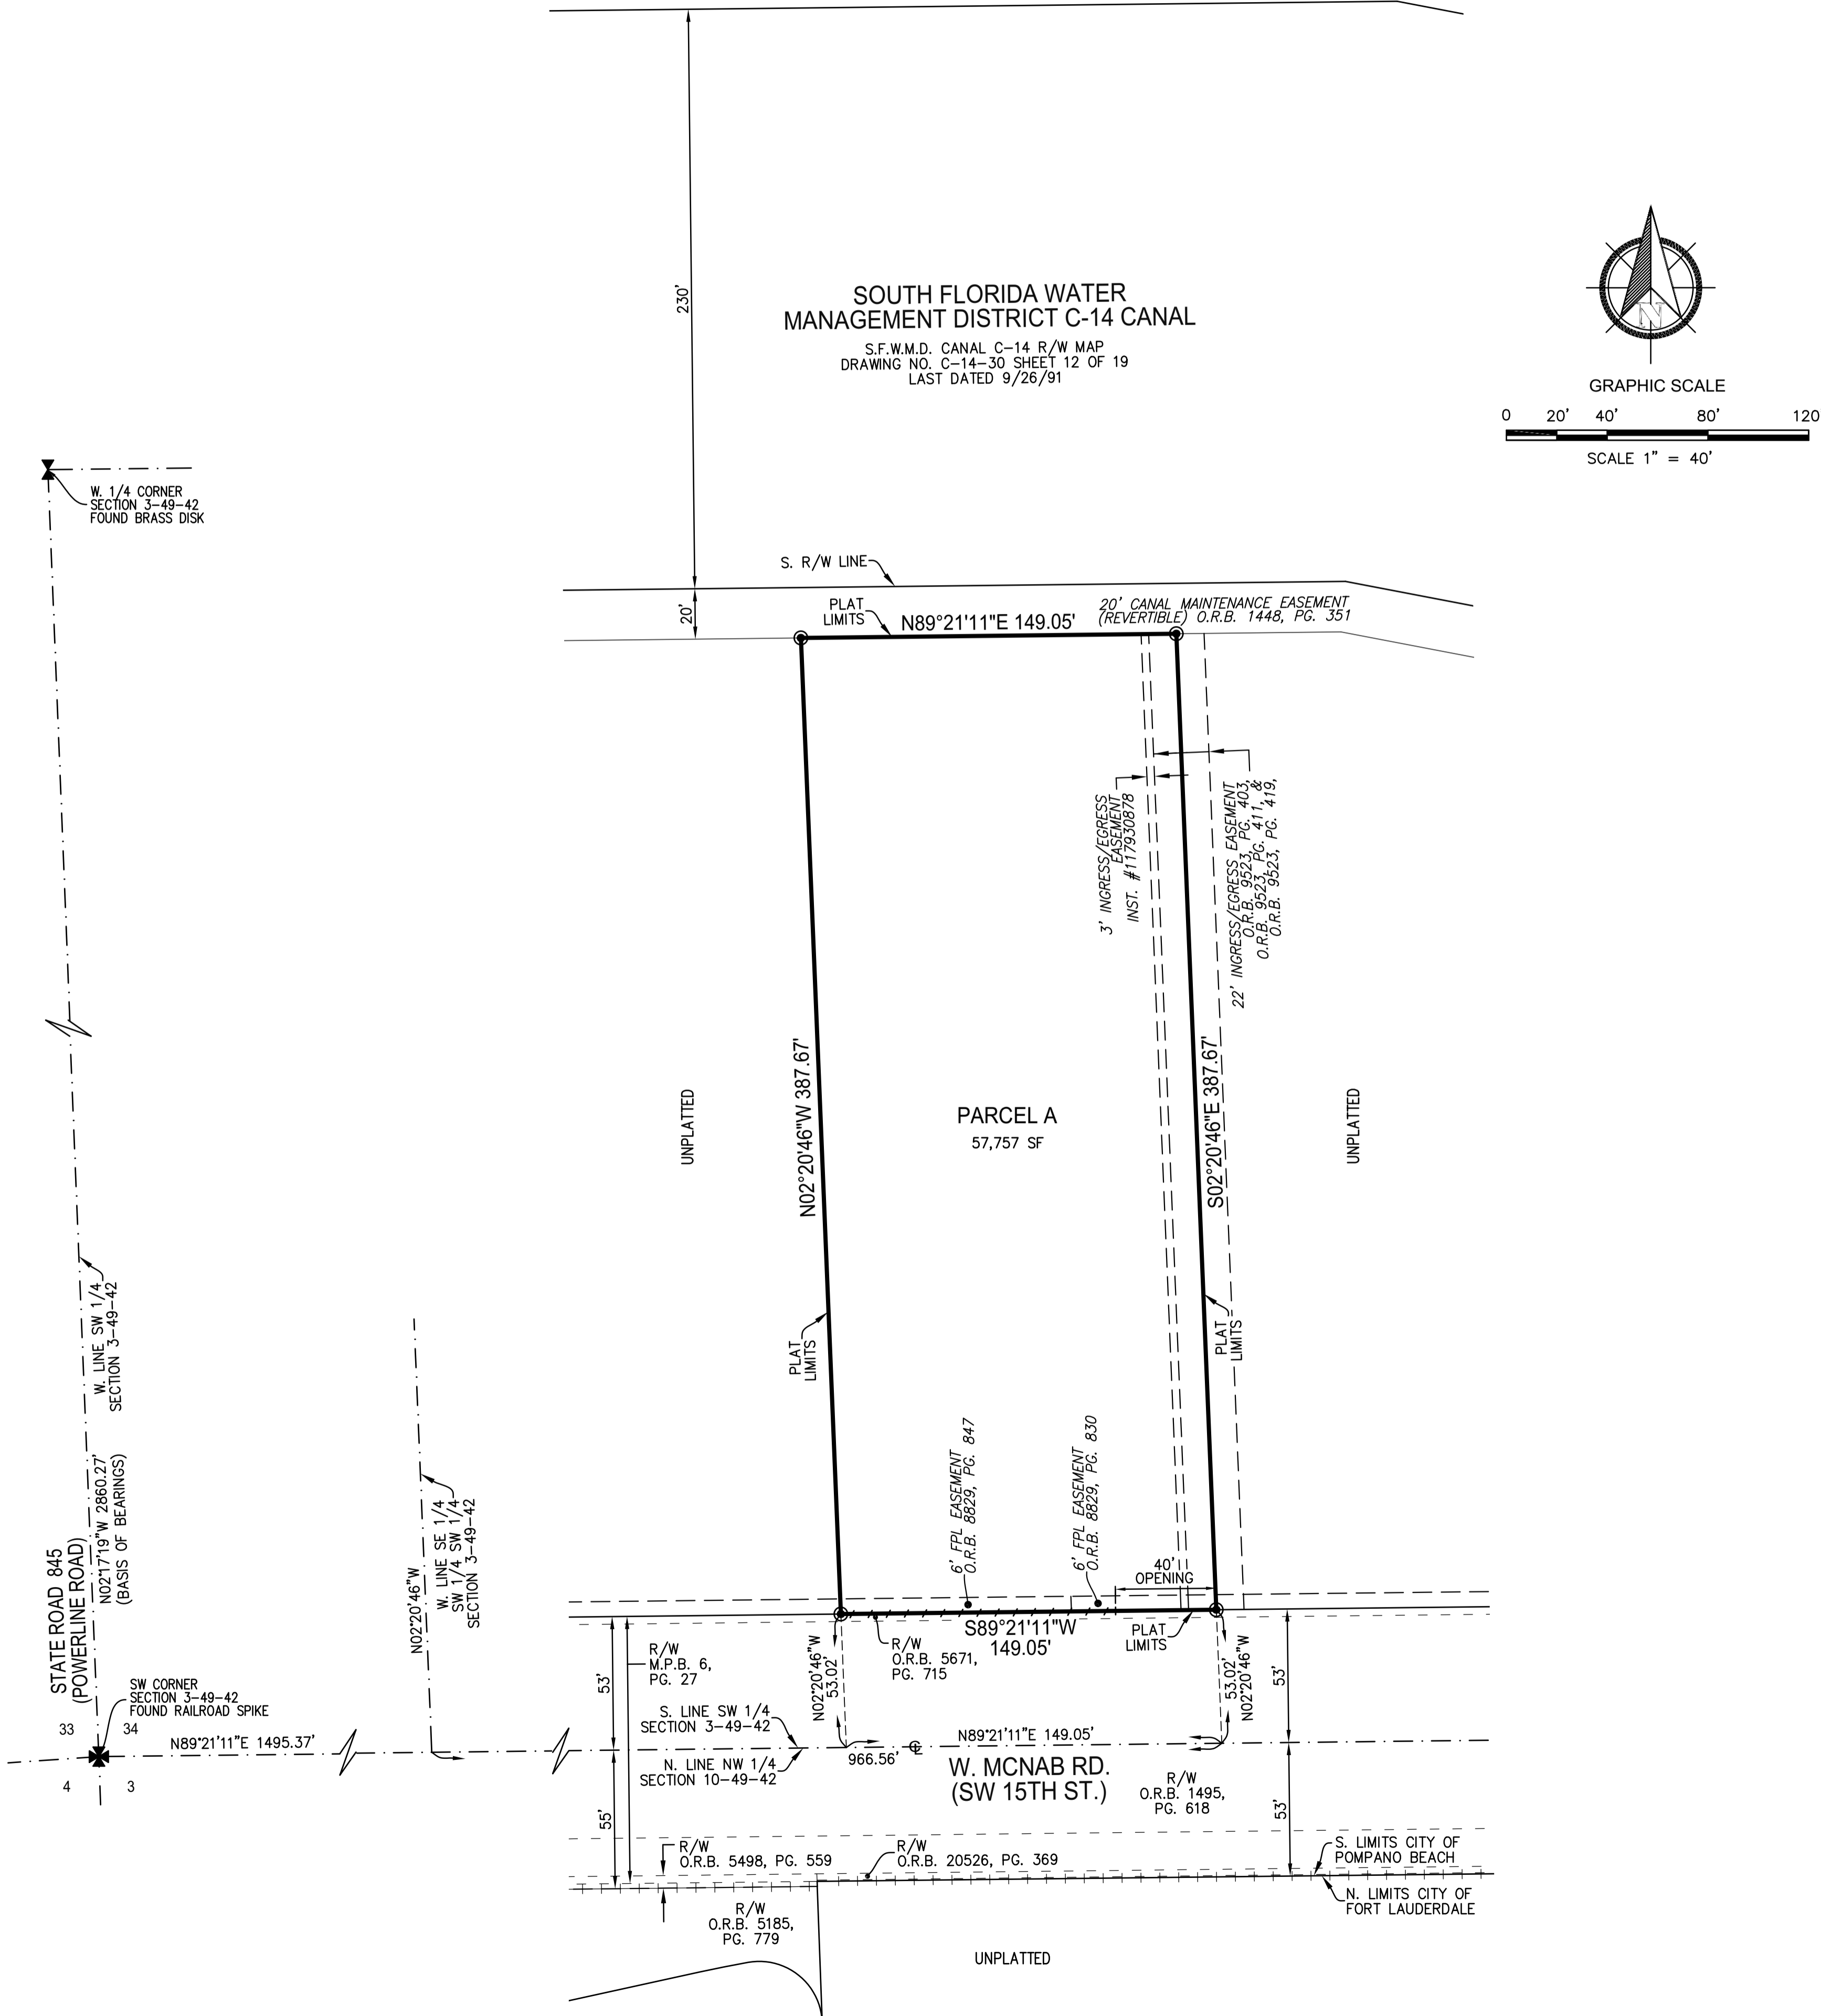 230'
SOUTH FLORIDA WATER
MANAGEMENT DISTRICT C-14 CANAL
S.F.W.M.D. CANAL C-14 R/W MAP
DRAWING NO. C-14-30 SHEET 12 OF 19
LAST DATED 9/26/91
N
GRAPHIC SCALE
0 20' 40' 80' 120
SCALE 1" = 40'
W. 1/4 CORNER
SECTION 3-49-42
FOUND BRASS DISK
S. R/W LINE
20'
PLAT
LIMITS
N89°21'11"E 149.05'
20' CANAL MAINTENANCE EASEMENT
(REVERTIBLE) O.R.B. 1448, PG. 351
3' INGRESS/EGRESS
EASEMENT
INST. #117930878
22' INGRESS/EGRESS EASEMENT
O.R.B. 9523, PG. 403,
O.R.B. 9523, PG. 411, &
O.R.B. 9523, PG. 419,
UNPLATTED
N02°20'46"W 387.67'
PARCEL A
57,757 SF
S02°20'46"E 387.67'
UNPLATTED
PLAT
LIMITS
PLAT
LIMITS
W. LINE SW 1/4
SECTION 3-49-42
N02°17'19"W 2860.27'
(BASIS OF BEARINGS)
STATE ROAD 845
(POWERLINE ROAD)
N02°20'46"W
W. LINE SE 1/4
SW 1/4 SW 1/4
SECTION 3-49-42
6' FPL EASEMENT
O.R.B. 8829, PG. 847
6' FPL EASEMENT
O.R.B. 8829, PG. 830
40'
OPENING
S89°21'11"W
149.05'
PLAT
LIMITS
R/W
M.P.B. 6,
PG. 27
R/W
O.R.B. 5671,
PG. 715
53'
N02°20'46"W
53.02'
53.02'
N02°20'46"W
53'
SW CORNER
SECTION 3-49-42
FOUND RAILROAD SPIKE
33 34
4 3
N89°21'11"E 1495.37'
S. LINE SW 1/4
SECTION 3-49-42
N. LINE NW 1/4
SECTION 10-49-42
966.56'
N89°21'11"E 149.05'
W. MCNAB RD.
(SW 15TH ST.)
R/W
O.R.B. 1495,
PG. 618
55'
53'
R/W
O.R.B. 5498, PG. 559
R/W
O.R.B. 20526, PG. 369
S. LIMITS CITY OF
POMPANO BEACH
N. LIMITS CITY OF
FORT LAUDERDALE
R/W
O.R.B. 5185,
PG. 779
UNPLATTED